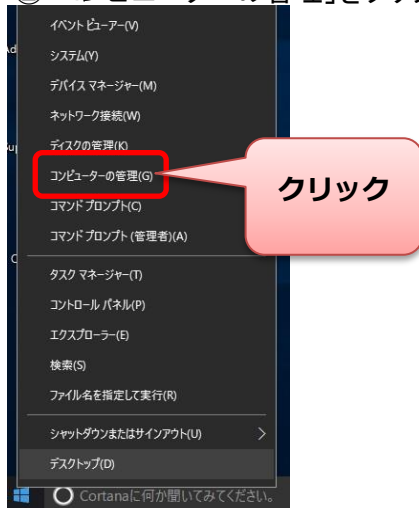 イベント ビューアー(V)
システム(Y)
デバイス マネージャー(M)
ネットワーク接続(W)
ディスクの管理(K)
コンピューターの管理(G)
クリック
コマンド プロンプト(C)
コマンド プロンプト (管理者)(A)
タスク マネージャー(T)
コントロール パネル(P)
エクスプローラー(E)
検索(S)
ファイル名を指定して実行(R)
シャットダウンまたはサインアウト(U)
デスクトップ(D)
Cortanaに何か聞いてみてください。